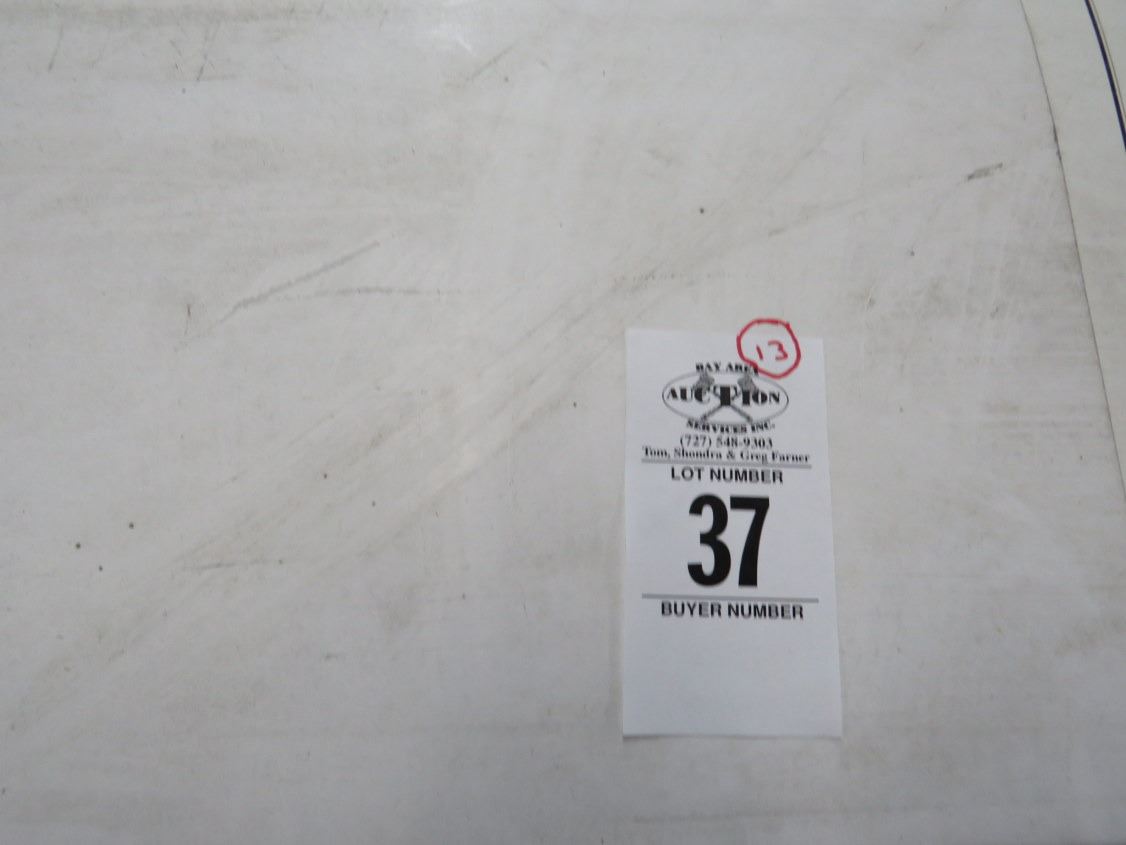 13
BAY AREA
AUCTION
SERVICES INC.
(727) 548-9303
Tom, Shondra & Greg Farner
LOT NUMBER
37
BUYER NUMBER